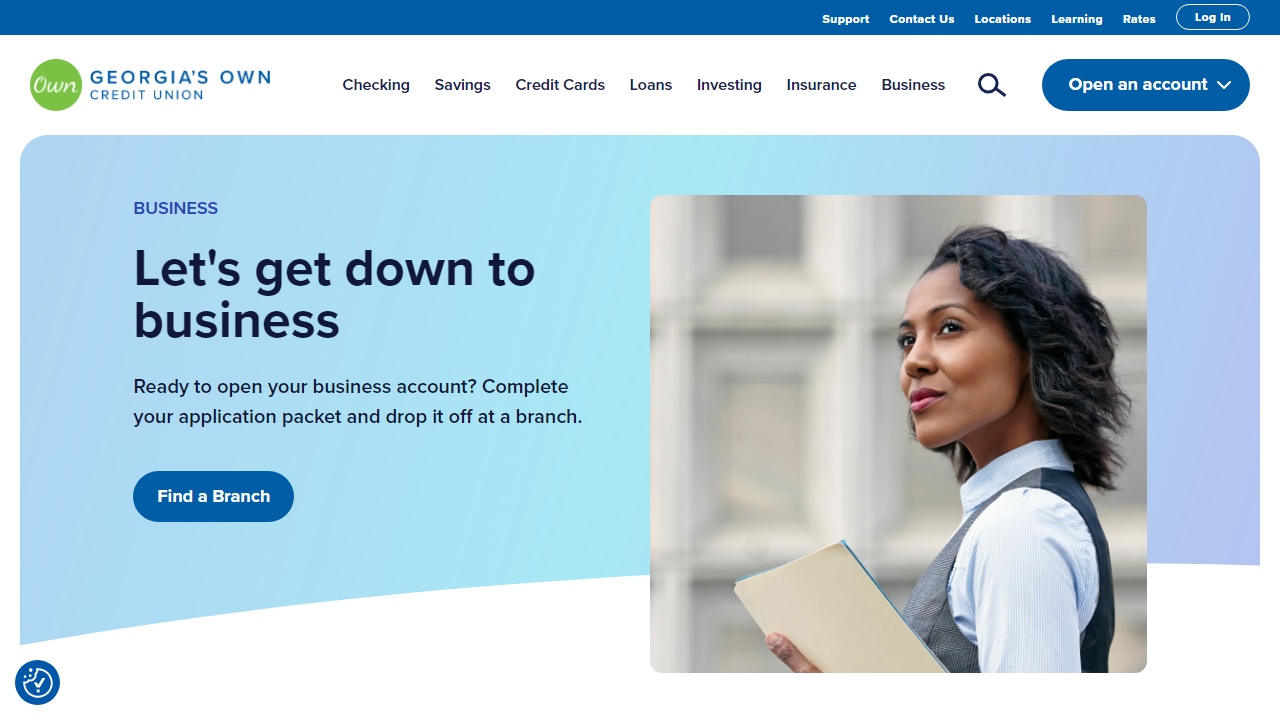 Support Contact Us Locations Learning Rates Log In
Own GEORGIA'S OWN
CREDIT UNION
Checking Savings Credit Cards Loans Investing Insurance Business Open an account
BUSINESS
Let's get down to
business
Ready to open your business account? Complete
your application packet and drop it off at a branch.
Find a Branch